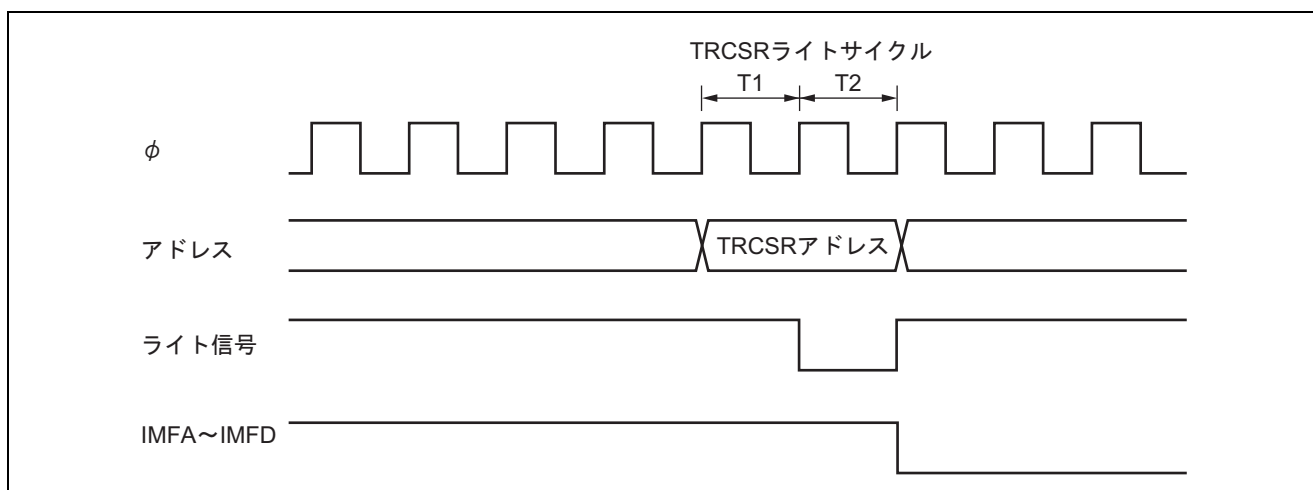 TRCSRライトサイクル
T1 T2
φ
アドレス
TRCSRアドレス
ライト信号
IMFA～IMFD